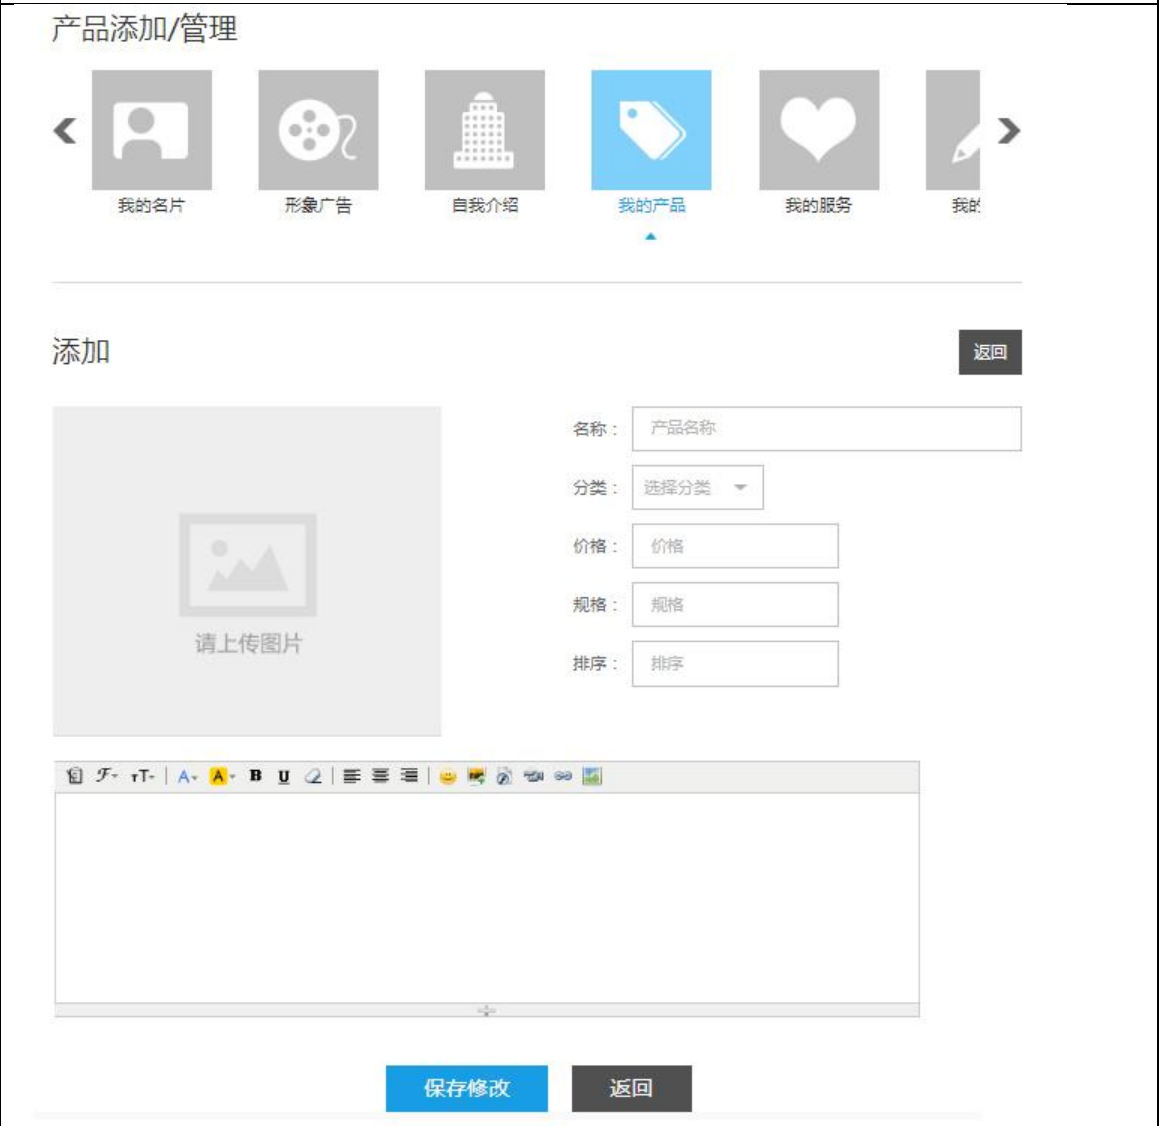 产品添加/管理
我的名片 形象广告 自我介绍 我的产品 我的服务 我的
添加 返回
名称： 产品名称
分类： 选择分类
价格： 价格
规格： 规格
排序： 排序
请上传图片
保存修改 返回